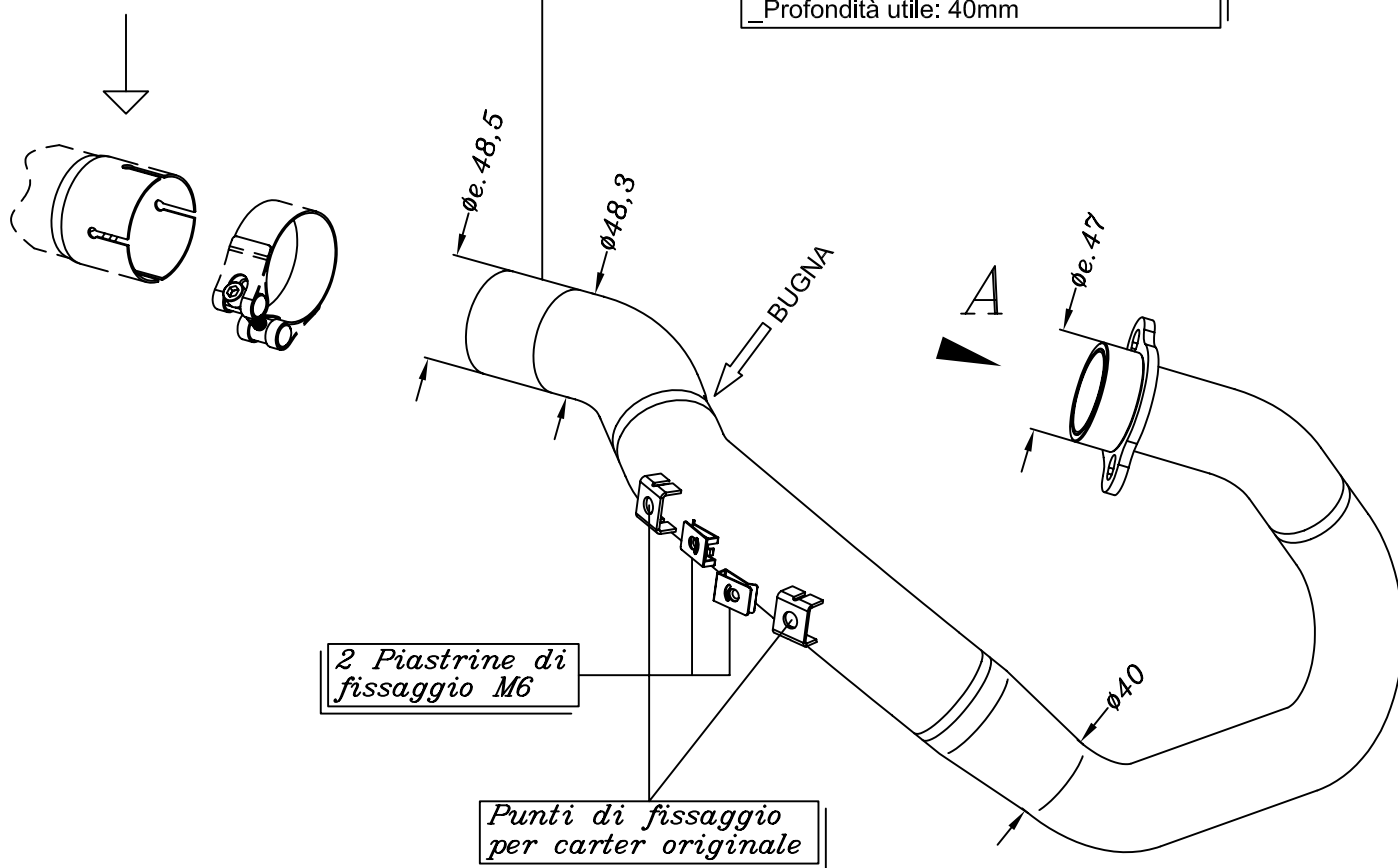 _Profondità utile: 40mm
øe. 48,5
ø48,3
BUGNA
A
øe. 47
2 Piastrine di
fissaggio M6
ø40
Punti di fissaggio
per carter originale